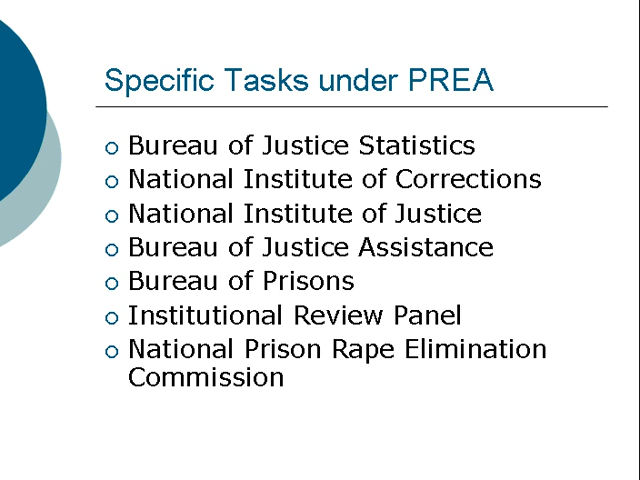 Specific Tasks under PREA
Bureau of Justice Statistics
National Institute of Corrections
National Institute of Justice
Bureau of Justice Assistance
Bureau of Prisons
Institutional Review Panel
National Prison Rape Elimination
Commission